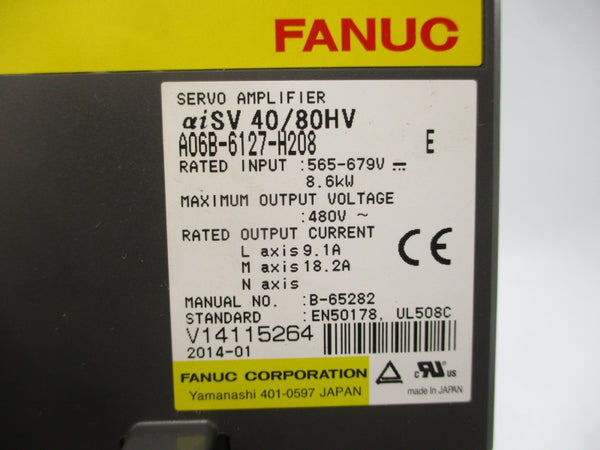 FANUC
SERVO AMPLIFIER
αiSV 40/80HV
A06B-6127-H208 E
RATED INPUT :565-679V ⎓
8.6kW
MAXIMUM OUTPUT VOLTAGE
:480V ~
RATED OUTPUT CURRENT
L axis 9.1A
M axis 18.2A
N axis
CE
MANUAL NO. :B-65282
STANDARD :EN50178, UL508C
V14115264
2014-01
FANUC CORPORATION
Yamanashi 401-0597 JAPAN
c RU US
made in JAPAN